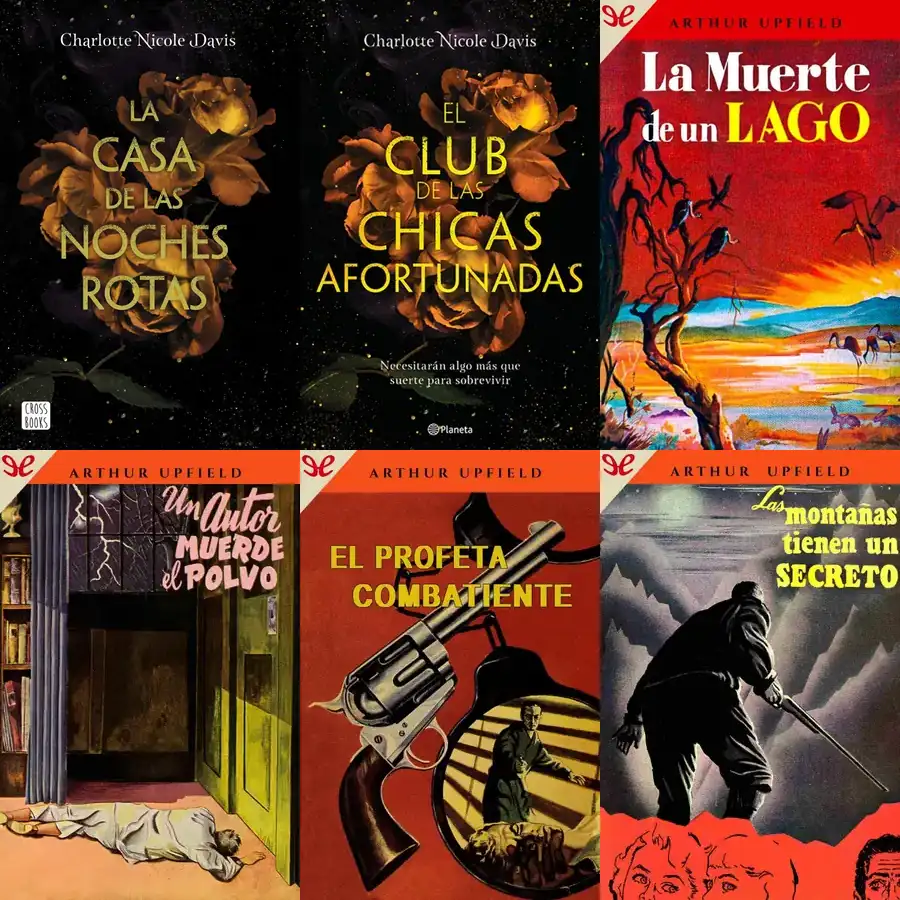 Charlotte Nicole Davis
LA
CASA
DE LAS
NOCHES
ROTAS
CROSS
BOOKS
Charlotte Nicole Davis
EL
CLUB
DE LAS
CHICAS
AFORTUNADAS
Necesitarán algo más que
suerte para sobrevivir
Planeta
ARTHUR UPFIELD
La Muerte
de un LAGO
ARTHUR UPFIELD
Un Autor
MUERDE
el POLVO
ARTHUR UPFIELD
EL PROFETA
COMBATIENTE
ARTHUR UPFIELD
Las
montañas
tienen un
SECRETO